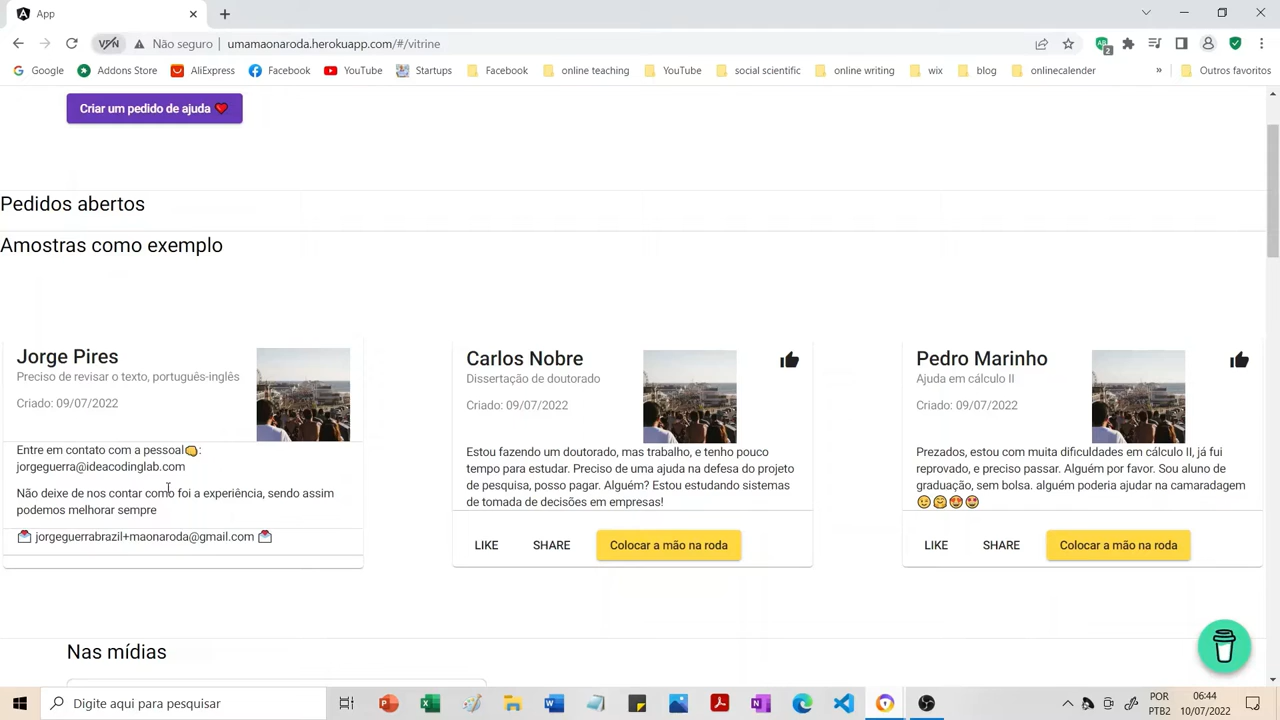 App
Não seguro
umamaonaroda.herokuapp.com/#/vitrine
2
Google
Addons Store
AliExpress
Facebook
YouTube
Startups
Facebook
online teaching
YouTube
social scientific
online writing
wix
blog
onlinecalender
»
Outros favoritos
Criar um pedido de ajuda ❤️
Pedidos abertos
Amostras como exemplo
Jorge Pires
Preciso de revisar o texto, português-inglês
Criado: 09/07/2022
Entre em contato com a pessoal👊:
jorgeguerra@ideacodinglab.com
Não deixe de nos contar como foi a experiência, sendo assim
podemos melhorar sempre
💌 jorgeguerrabrazil+maonaroda@gmail.com 💌
Carlos Nobre
Dissertação de doutorado
Criado: 09/07/2022
Estou fazendo um doutorado, mas trabalho, e tenho pouco
tempo para estudar. Preciso de uma ajuda na defesa do projeto
de pesquisa, posso pagar. Alguém? Estou estudando sistemas
de tomada de decisões em empresas!
LIKE
SHARE
Colocar a mão na roda
Pedro Marinho
Ajuda em cálculo II
Criado: 09/07/2022
Prezados, estou com muita dificuldades em cálculo II, já fui
reprovado, e preciso passar. Alguém por favor. Sou aluno de
graduação, sem bolsa. alguém poderia ajudar na camaradagem
😉🤗😍😍
LIKE
SHARE
Colocar a mão na roda
Nas mídias
Digite aqui para pesquisar
POR
PTB2
06:44
10/07/2022